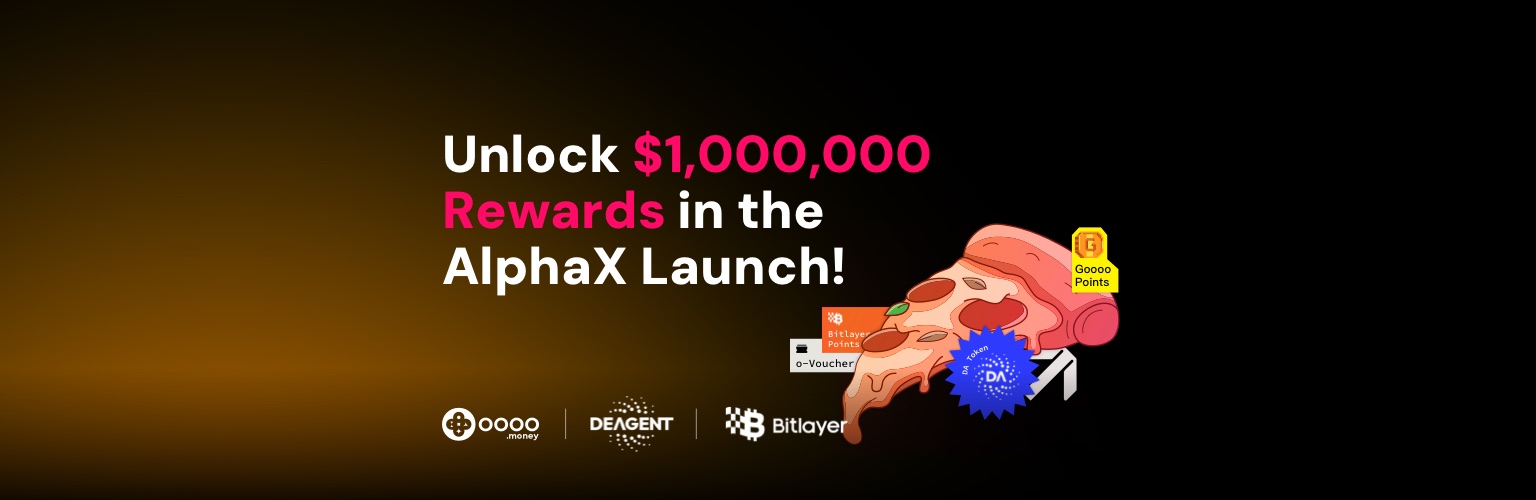 Unlock $1,000,000
Rewards in the
AlphaX Launch!
G
Goooo
Points
Bitlayer
Points
o-Voucher
DA Token
DA
oooo
.money
DEAGENT
Bitlayer